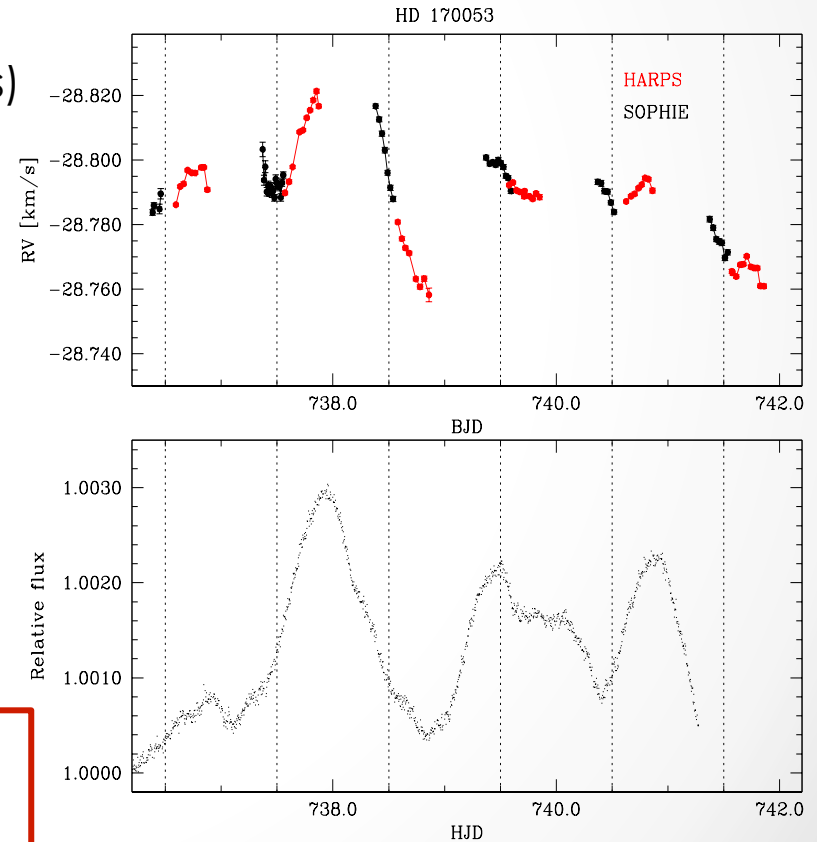 HD 170053
s)
HARPS
SOPHIE
RV [km/s]
-28.820
-28.800
-28.780
-28.760
-28.740
738.0 740.0 742.0
BJD
Relative flux
1.0030
1.0020
1.0010
1.0000
738.0 740.0 742.0
HJD